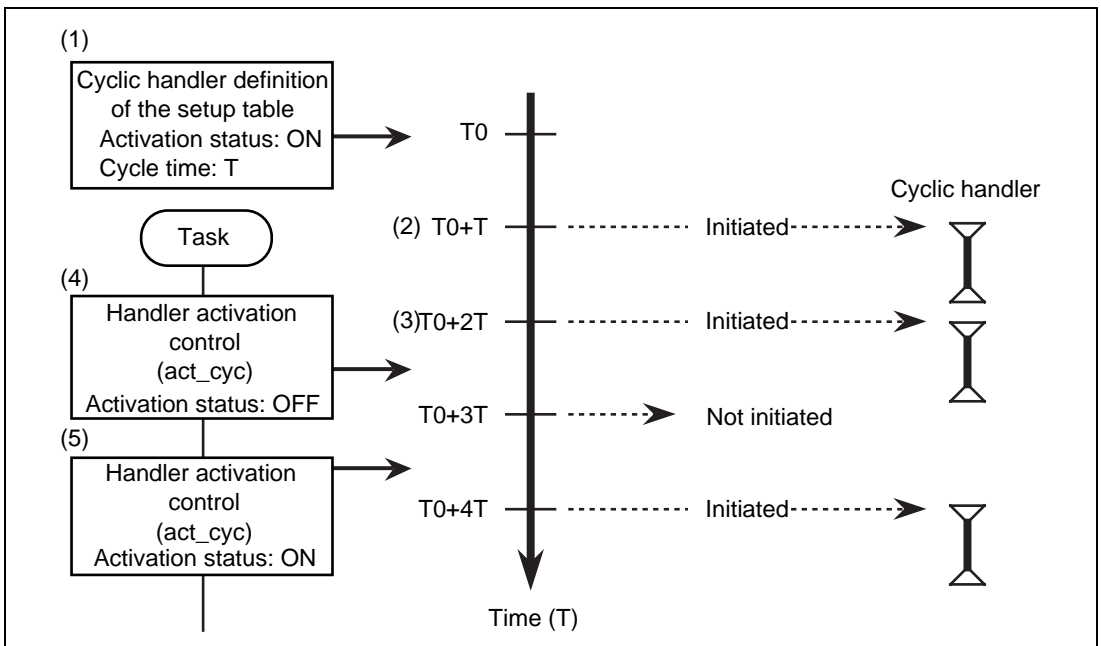 (1)
Cyclic handler definition
of the setup table
Activation status: ON
Cycle time: T
T0
Cyclic handler
(2) T0+T Initiated
Task
(4)
Handler activation
control
(act_cyc)
Activation status: OFF
(3)T0+2T Initiated
T0+3T Not initiated
(5)
Handler activation
control
(act_cyc)
Activation status: ON
T0+4T Initiated
Time (T)